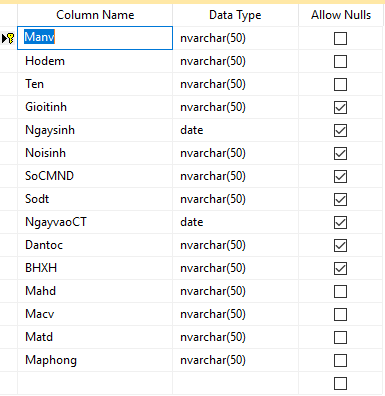 Column Name Data Type Allow Nulls
Manv nvarchar(50)
Hodem nvarchar(50)
Ten nvarchar(50)
Gioitinh nvarchar(50)
Ngaysinh date
Noisinh nvarchar(50)
SoCMND nvarchar(50)
Sodt nvarchar(50)
NgayvaoCT date
Dantoc nvarchar(50)
BHXH nvarchar(50)
Mahd nvarchar(50)
Macv nvarchar(50)
Matd nvarchar(50)
Maphong nvarchar(50)